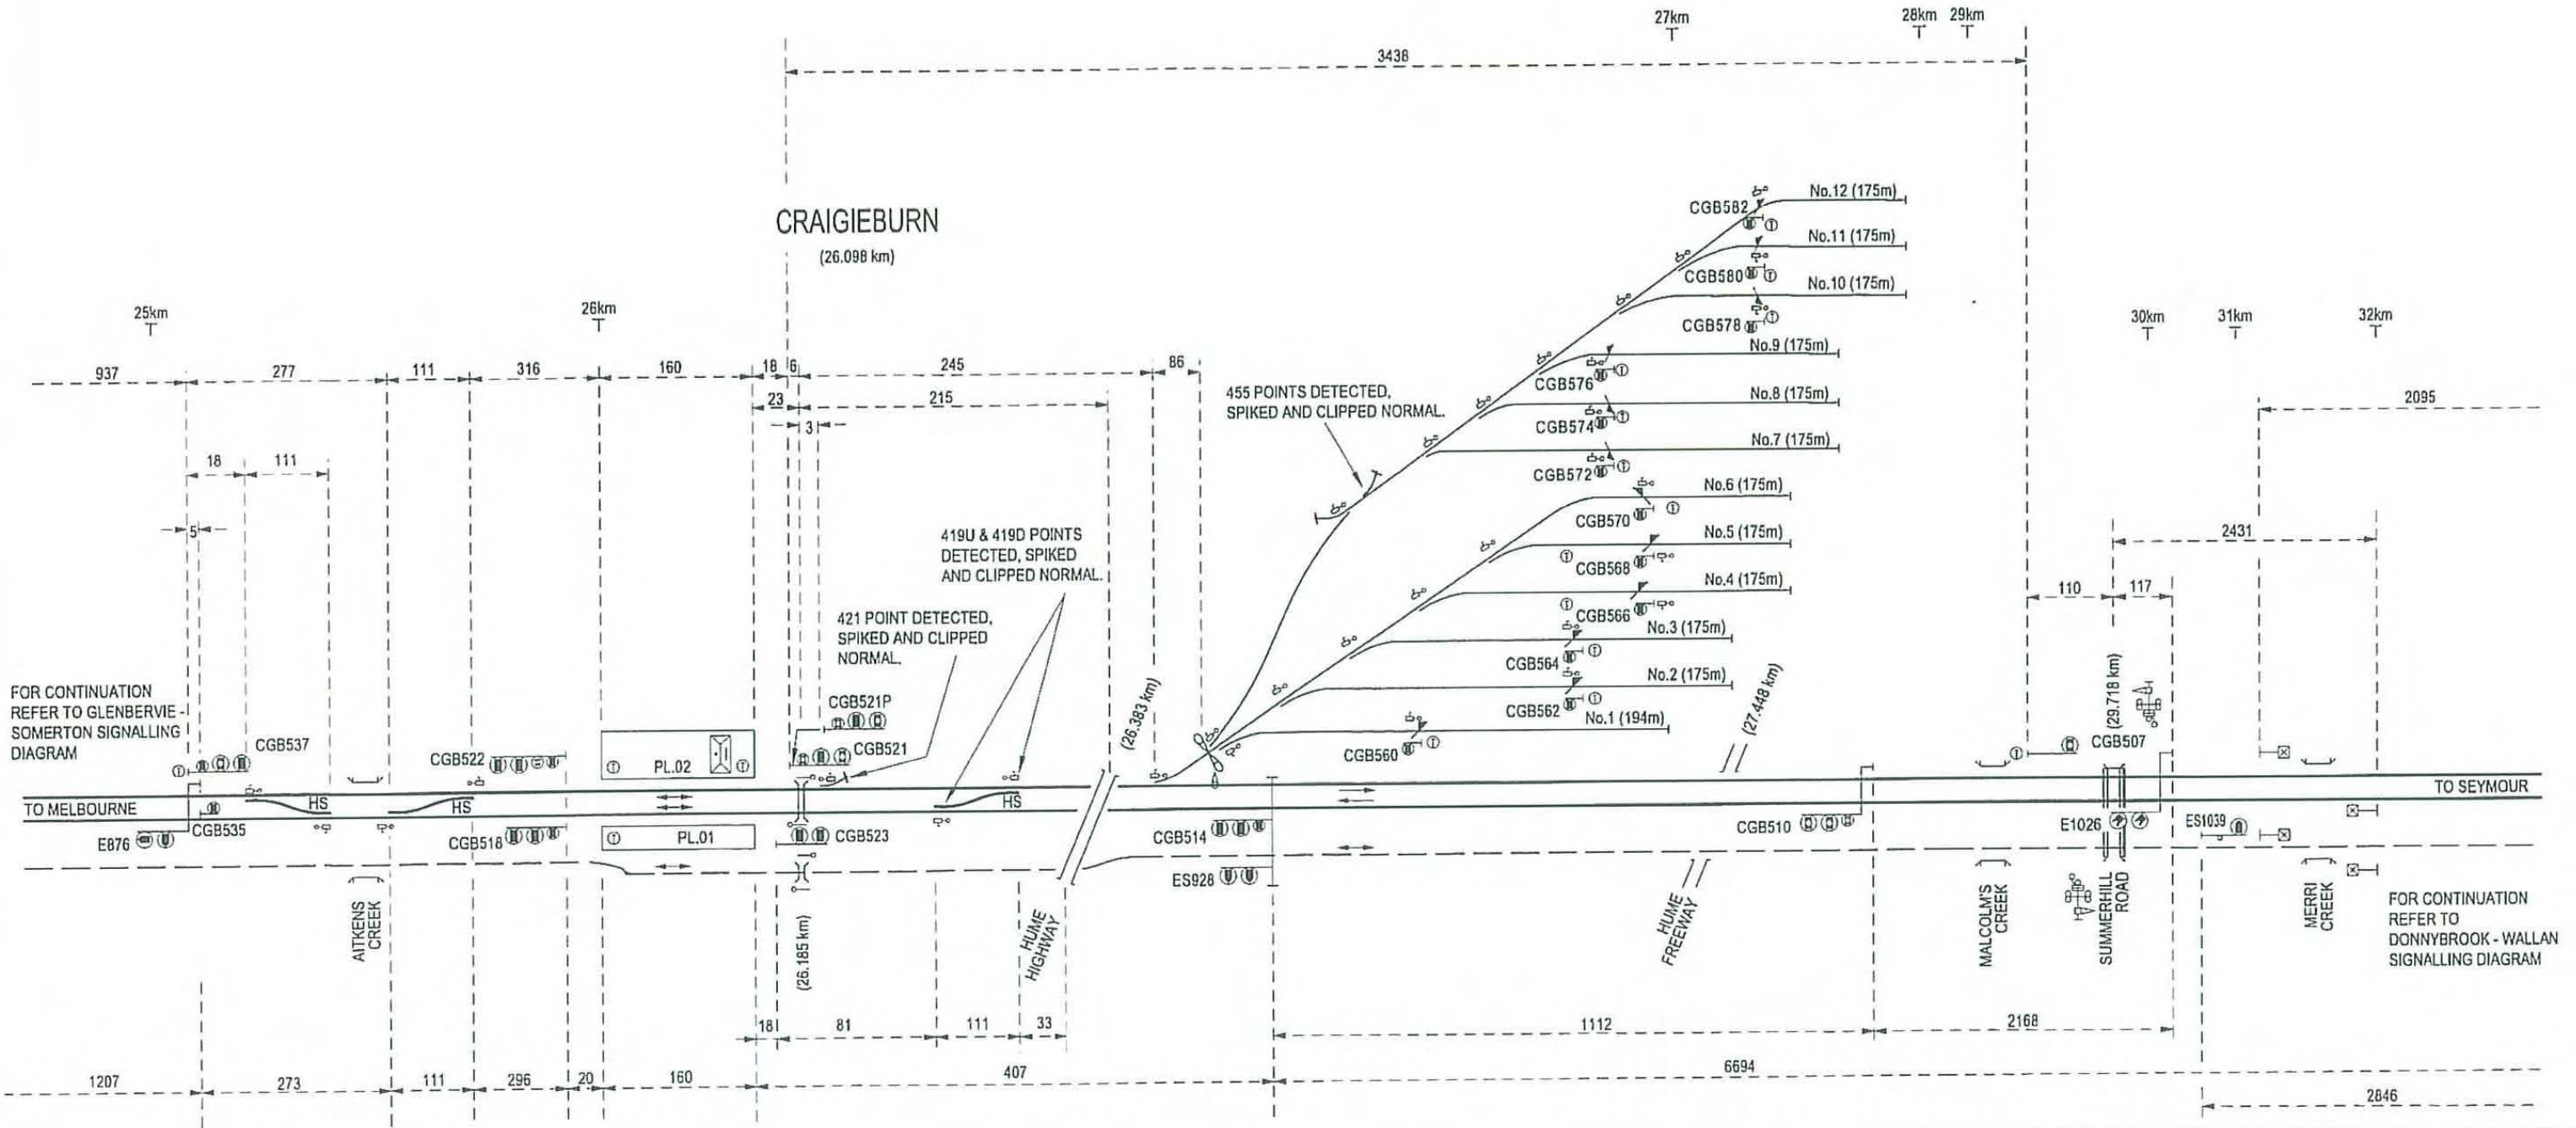 27km
28km
29km
3438
CRAIGIEBURN
(26.098 km)
No.12 (175m)
CGB582
No.11 (175m)
CGB580
No.10 (175m)
CGB578
25km
26km
30km
31km
32km
No.9 (175m)
CGB576
937
277
111
316
160
18
6
245
86
23
215
3
455 POINTS DETECTED,
SPIKED AND CLIPPED NORMAL.
No.8 (175m)
CGB574
2095
No.7 (175m)
CGB572
18
111
5
No.6 (175m)
CGB570
419U & 419D POINTS
DETECTED, SPIKED
AND CLIPPED NORMAL.
No.5 (175m)
CGB568
2431
No.4 (175m)
CGB566
110
117
421 POINT DETECTED,
SPIKED AND CLIPPED
NORMAL.
No.3 (175m)
CGB564
No.2 (175m)
CGB562
No.1 (194m)
CGB560
(26.383 km)
(27.448 km)
(29.718 km)
FOR CONTINUATION
REFER TO GLENBERVIE -
SOMERTON SIGNALLING
DIAGRAM
CGB537
CGB522
PL.02
CGB521P
CGB521
CGB507
TO MELBOURNE
HS
HS
HS
TO SEYMOUR
CGB535
E876
CGB518
PL.01
CGB523
CGB514
CGB510
E1026
ES1039
ES928
AITKENS
CREEK
(26.185 km)
HUME
HIGHWAY
HUME
FREEWAY
MALCOLM'S
CREEK
SUMMERHILL
ROAD
MERRI
CREEK
FOR CONTINUATION
REFER TO
DONNYBROOK - WALLAN
SIGNALLING DIAGRAM
18
81
111
33
1112
2168
1207
273
111
296
20
160
407
6694
2846